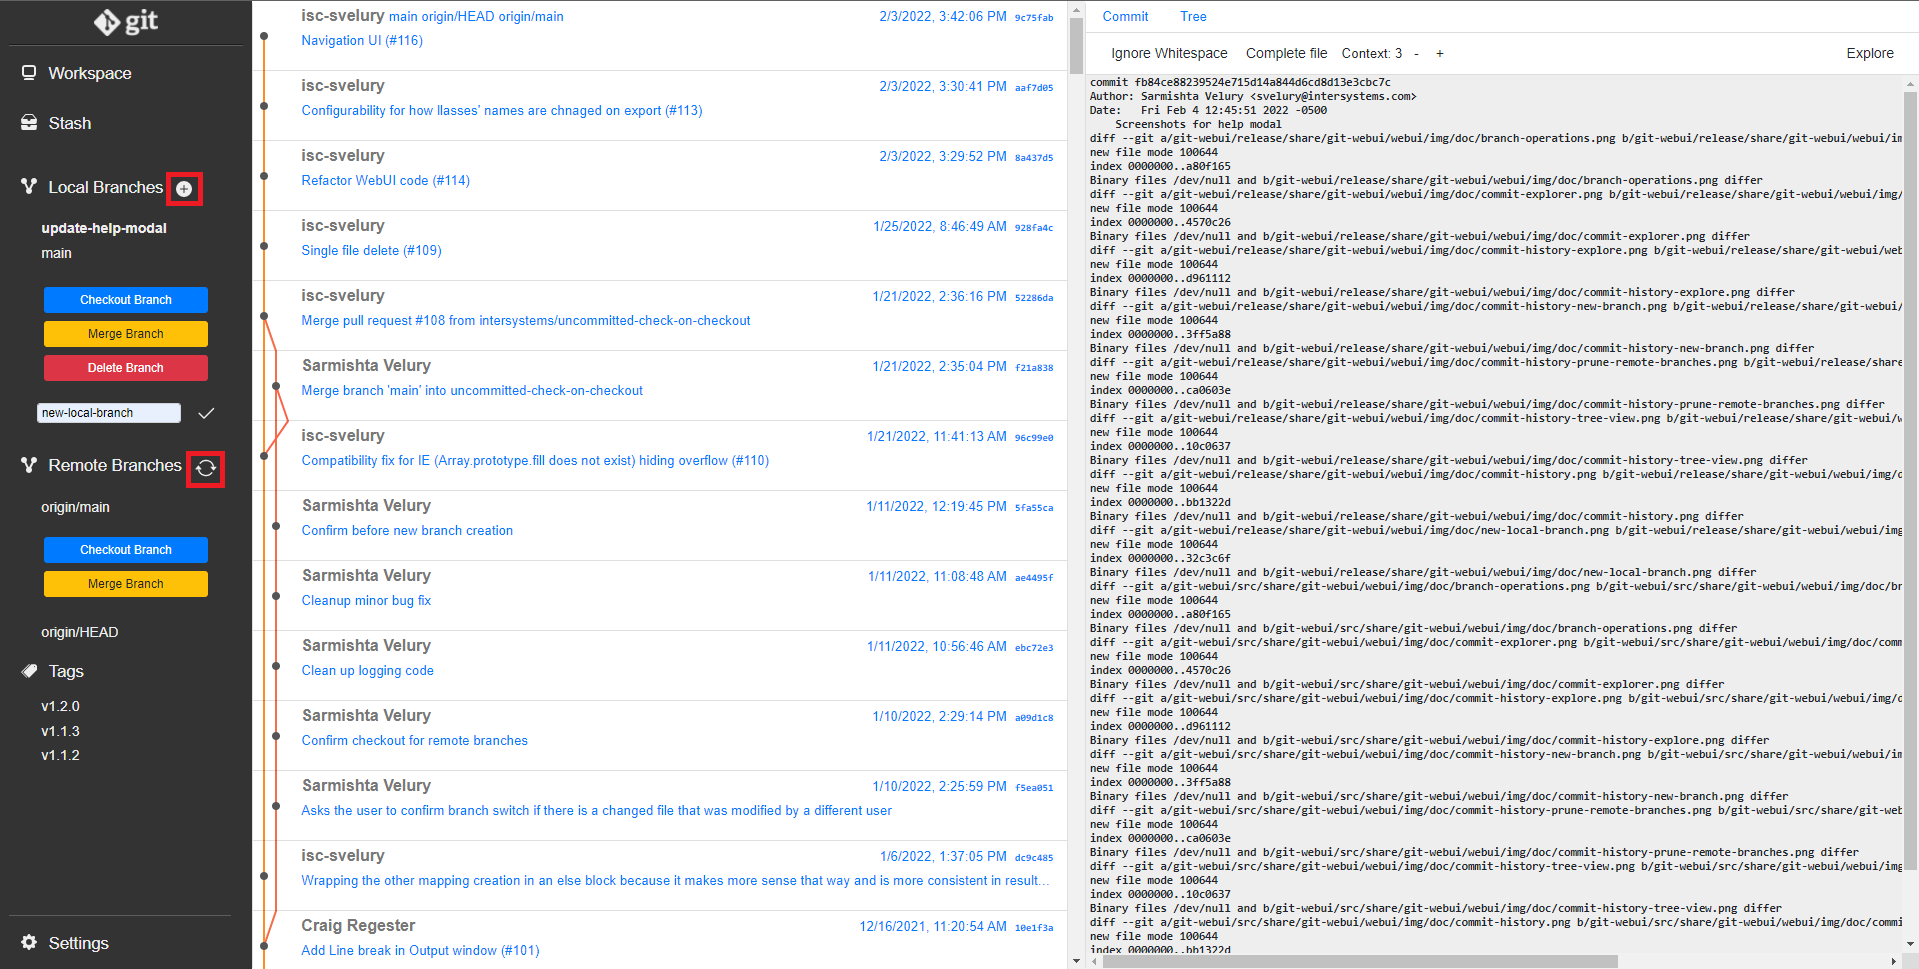 git
Workspace
Stash
Local Branches
update-help-modal
main
Checkout Branch
Merge Branch
Delete Branch
new-local-branch
Remote Branches
origin/main
Checkout Branch
Merge Branch
origin/HEAD
Tags
v1.2.0
v1.1.3
v1.1.2
Settings
isc-svelury main origin/HEAD origin/main 2/3/2022, 3:42:06 PM 9c75fab
Navigation UI (#116)
isc-svelury 2/3/2022, 3:30:41 PM aaf7d05
Configurability for how llasses' names are chnaged on export (#113)
isc-svelury 2/3/2022, 3:29:52 PM 8a437d5
Refactor WebUI code (#114)
isc-svelury 1/25/2022, 8:46:49 AM 928fa4c
Single file delete (#109)
isc-svelury 1/21/2022, 2:36:16 PM 52286da
Merge pull request #108 from intersystems/uncommitted-check-on-checkout
Sarmishta Velury 1/21/2022, 2:35:04 PM f21a838
Merge branch 'main' into uncommitted-check-on-checkout
isc-svelury 1/21/2022, 11:41:13 AM 96c99e0
Compatibility fix for IE (Array.prototype.fill does not exist) hiding overflow (#110)
Sarmishta Velury 1/11/2022, 12:19:45 PM 5fa55ca
Confirm before new branch creation
Sarmishta Velury 1/11/2022, 11:08:48 AM ae4495f
Cleanup minor bug fix
Sarmishta Velury 1/11/2022, 10:56:46 AM ebc72e3
Clean up logging code
Sarmishta Velury 1/10/2022, 2:29:14 PM a09d1c8
Confirm checkout for remote branches
Sarmishta Velury 1/10/2022, 2:25:59 PM f5ea051
Asks the user to confirm branch switch if there is a changed file that was modified by a different user
isc-svelury 1/6/2022, 1:37:05 PM dc9c485
Wrapping the other mapping creation in an else block because it makes more sense that way and is more consistent in result...
Craig Regester 12/16/2021, 11:20:54 AM 10e1f3a
Add Line break in Output window (#101)
Commit Tree
Ignore Whitespace Complete file Context: 3 - + Explore
commit fb84ce88239524e715d14a844d6cd8d13e3cbc7c
Author: Sarmishta Velury <svelury@intersystems.com>
Date:   Fri Feb 4 12:45:51 2022 -0500
Screenshots for help modal
diff --git a/git-webui/release/share/git-webui/webui/img/doc/branch-operations.png b/git-webui/release/share/git-webui/webui/im
new file mode 100644
index 0000000..a80f165
Binary files /dev/null and b/git-webui/release/share/git-webui/webui/img/doc/branch-operations.png differ
diff --git a/git-webui/release/share/git-webui/webui/img/doc/commit-explorer.png b/git-webui/release/share/git-webui/webui/img/
new file mode 100644
index 0000000..4570c26
Binary files /dev/null and b/git-webui/release/share/git-webui/webui/img/doc/commit-explorer.png differ
diff --git a/git-webui/release/share/git-webui/webui/img/doc/commit-history-explore.png b/git-webui/release/share/git-webui/web
new file mode 100644
index 0000000..d961112
Binary files /dev/null and b/git-webui/release/share/git-webui/webui/img/doc/commit-history-explore.png differ
diff --git a/git-webui/release/share/git-webui/webui/img/doc/commit-history-new-branch.png b/git-webui/release/share/git-webui/
new file mode 100644
index 0000000..3ff5a88
Binary files /dev/null and b/git-webui/release/share/git-webui/webui/img/doc/commit-history-new-branch.png differ
diff --git a/git-webui/release/share/git-webui/webui/img/doc/commit-history-prune-remote-branches.png b/git-webui/release/share
new file mode 100644
index 0000000..ca0603e
Binary files /dev/null and b/git-webui/release/share/git-webui/webui/img/doc/commit-history-prune-remote-branches.png differ
diff --git a/git-webui/release/share/git-webui/webui/img/doc/commit-history-tree-view.png b/git-webui/release/share/git-webui/w
new file mode 100644
index 0000000..10c0637
Binary files /dev/null and b/git-webui/release/share/git-webui/webui/img/doc/commit-history-tree-view.png differ
diff --git a/git-webui/release/share/git-webui/webui/img/doc/commit-history.png b/git-webui/release/share/git-webui/webui/img/d
new file mode 100644
index 0000000..bb1322d
Binary files /dev/null and b/git-webui/release/share/git-webui/webui/img/doc/commit-history.png differ
diff --git a/git-webui/release/share/git-webui/webui/img/doc/new-local-branch.png b/git-webui/release/share/git-webui/webui/img
new file mode 100644
index 0000000..32c3c6f
Binary files /dev/null and b/git-webui/release/share/git-webui/webui/img/doc/new-local-branch.png differ
diff --git a/git-webui/src/share/git-webui/webui/img/doc/branch-operations.png b/git-webui/src/share/git-webui/webui/img/doc/br
new file mode 100644
index 0000000..a80f165
Binary files /dev/null and b/git-webui/src/share/git-webui/webui/img/doc/branch-operations.png differ
diff --git a/git-webui/src/share/git-webui/webui/img/doc/commit-explorer.png b/git-webui/src/share/git-webui/webui/img/doc/comm
new file mode 100644
index 0000000..4570c26
Binary files /dev/null and b/git-webui/src/share/git-webui/webui/img/doc/commit-explorer.png differ
diff --git a/git-webui/src/share/git-webui/webui/img/doc/commit-history-explore.png b/git-webui/src/share/git-webui/webui/img/d
new file mode 100644
index 0000000..d961112
Binary files /dev/null and b/git-webui/src/share/git-webui/webui/img/doc/commit-history-explore.png differ
diff --git a/git-webui/src/share/git-webui/webui/img/doc/commit-history-new-branch.png b/git-webui/src/share/git-webui/webui/im
new file mode 100644
index 0000000..3ff5a88
Binary files /dev/null and b/git-webui/src/share/git-webui/webui/img/doc/commit-history-new-branch.png differ
diff --git a/git-webui/src/share/git-webui/webui/img/doc/commit-history-prune-remote-branches.png b/git-webui/src/share/git-web
new file mode 100644
index 0000000..ca0603e
Binary files /dev/null and b/git-webui/src/share/git-webui/webui/img/doc/commit-history-prune-remote-branches.png differ
diff --git a/git-webui/src/share/git-webui/webui/img/doc/commit-history-tree-view.png b/git-webui/src/share/git-webui/webui/img
new file mode 100644
index 0000000..10c0637
Binary files /dev/null and b/git-webui/src/share/git-webui/webui/img/doc/commit-history-tree-view.png differ
diff --git a/git-webui/src/share/git-webui/webui/img/doc/commit-history.png b/git-webui/src/share/git-webui/webui/img/doc/commi
new file mode 100644
index 0000000..bb1322d